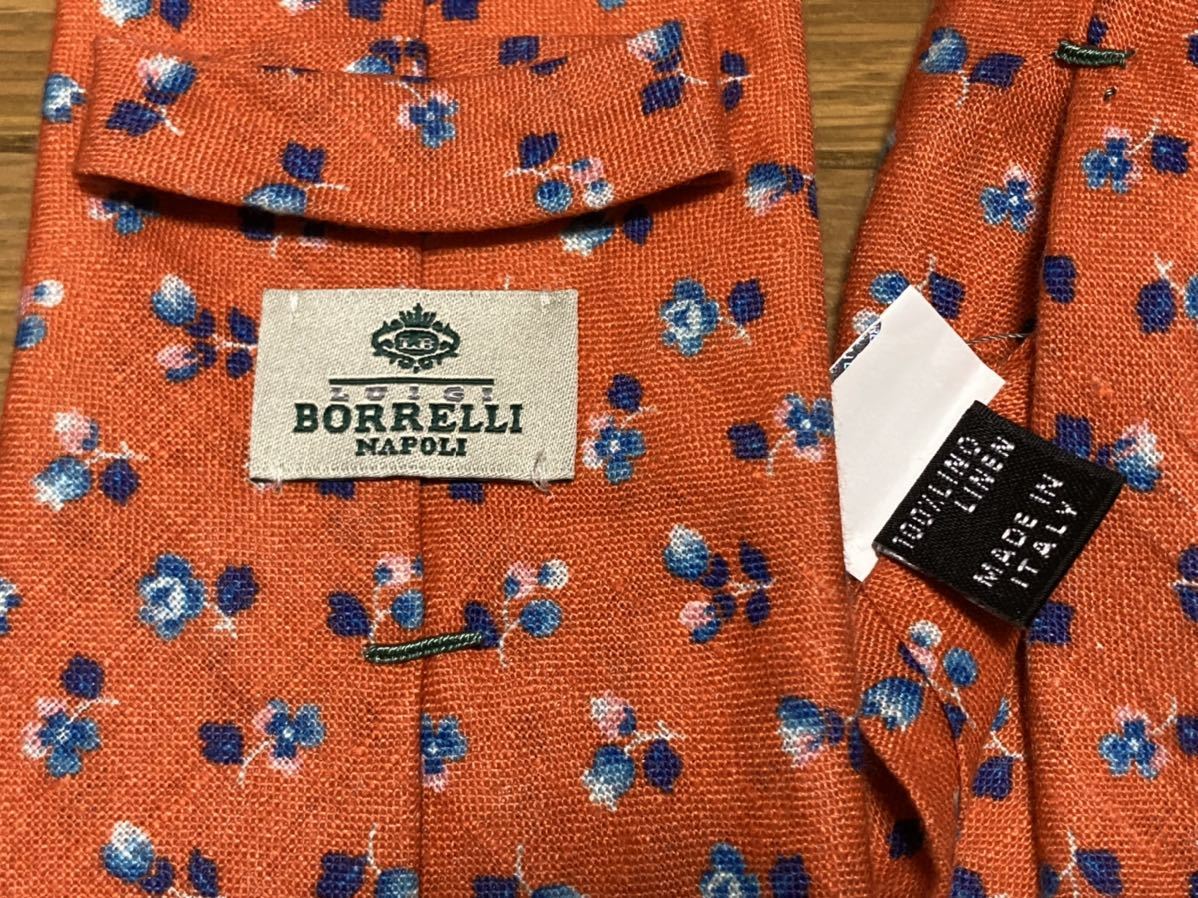 LUIGI
BORRELLI
NAPOLI
100%LINO
LINEN
MADE IN
ITALY